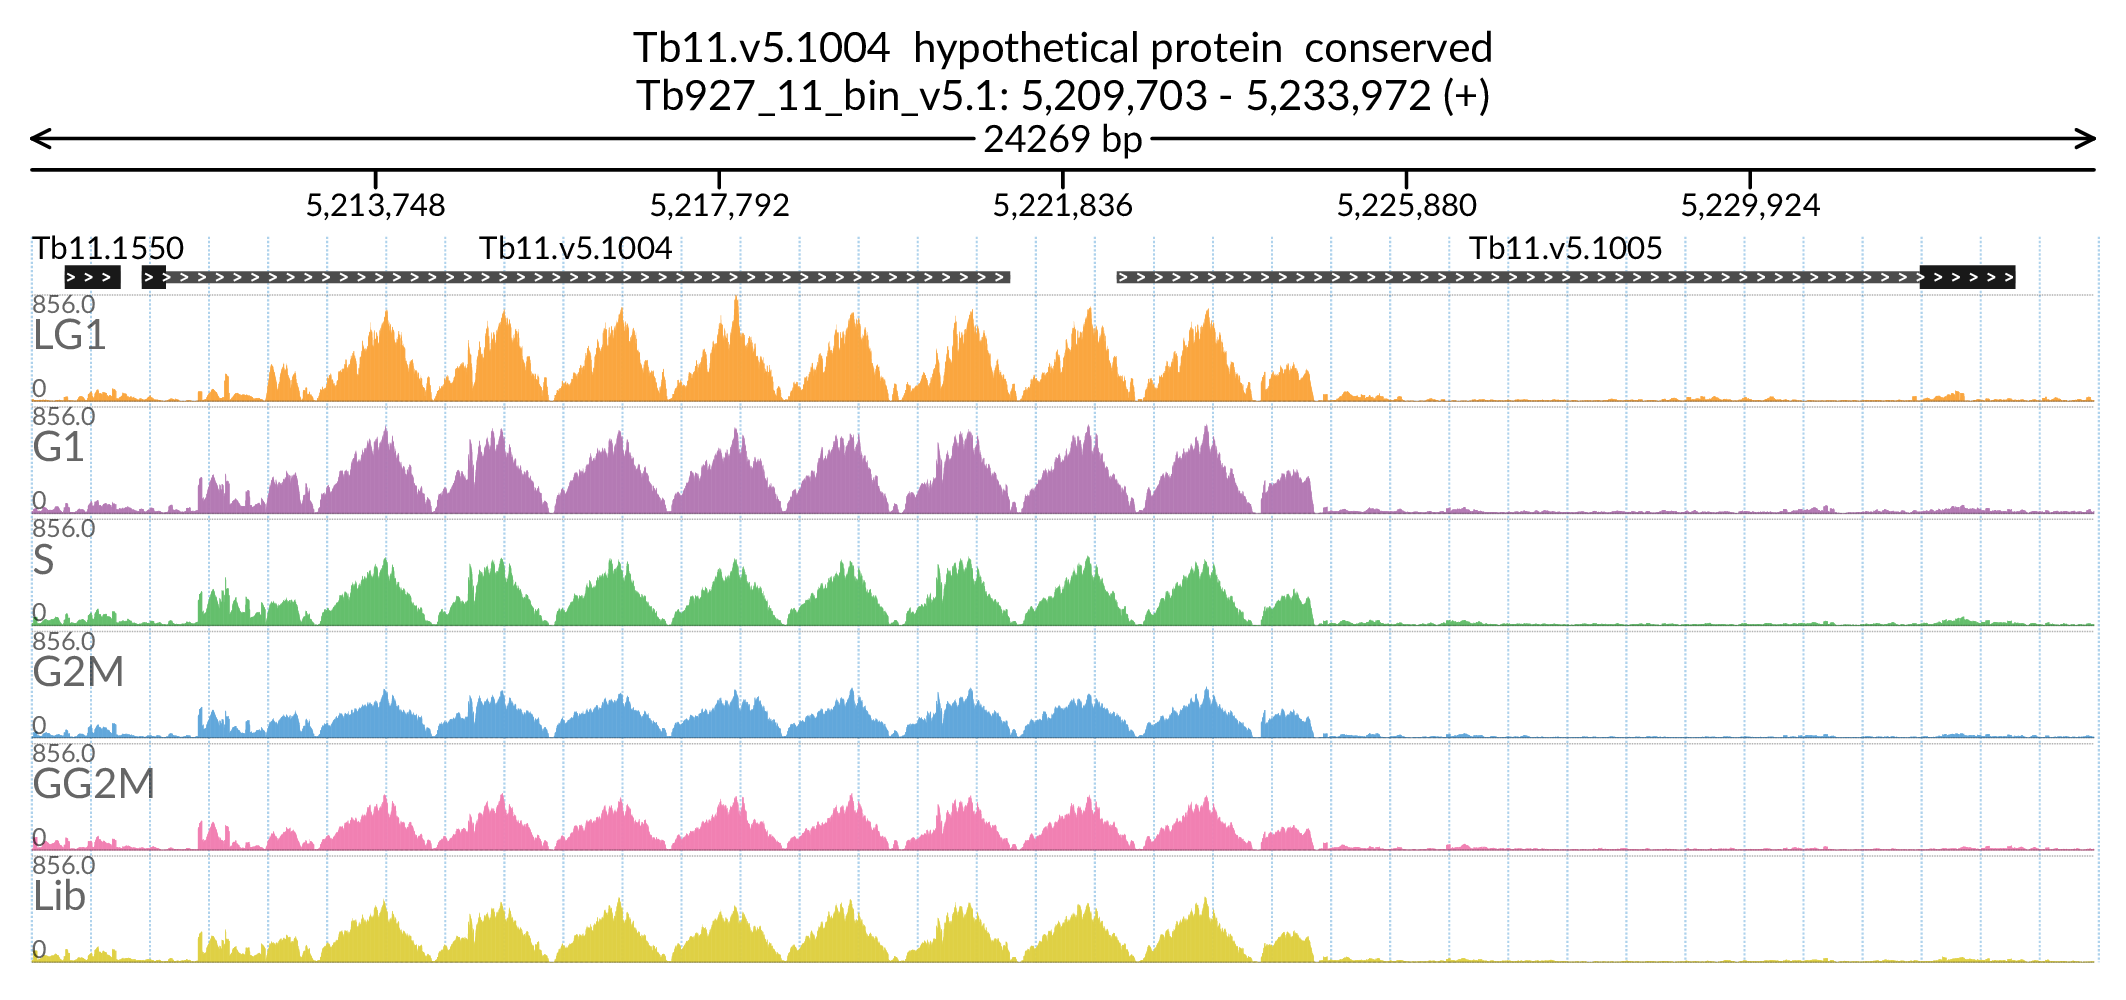 Tb11.v5.1004 hypothetical protein conserved
Tb927_11_bin_v5.1: 5,209,703 - 5,233,972 (+)
24269 bp
5,213,748 5,217,792 5,221,836 5,225,880 5,229,924
Tb11.1550 Tb11.v5.1004 Tb11.v5.1005
856.0
LG1
0
856.0
G1
0
856.0
S
0
856.0
G2M
0
856.0
GG2M
0
856.0
Lib
0